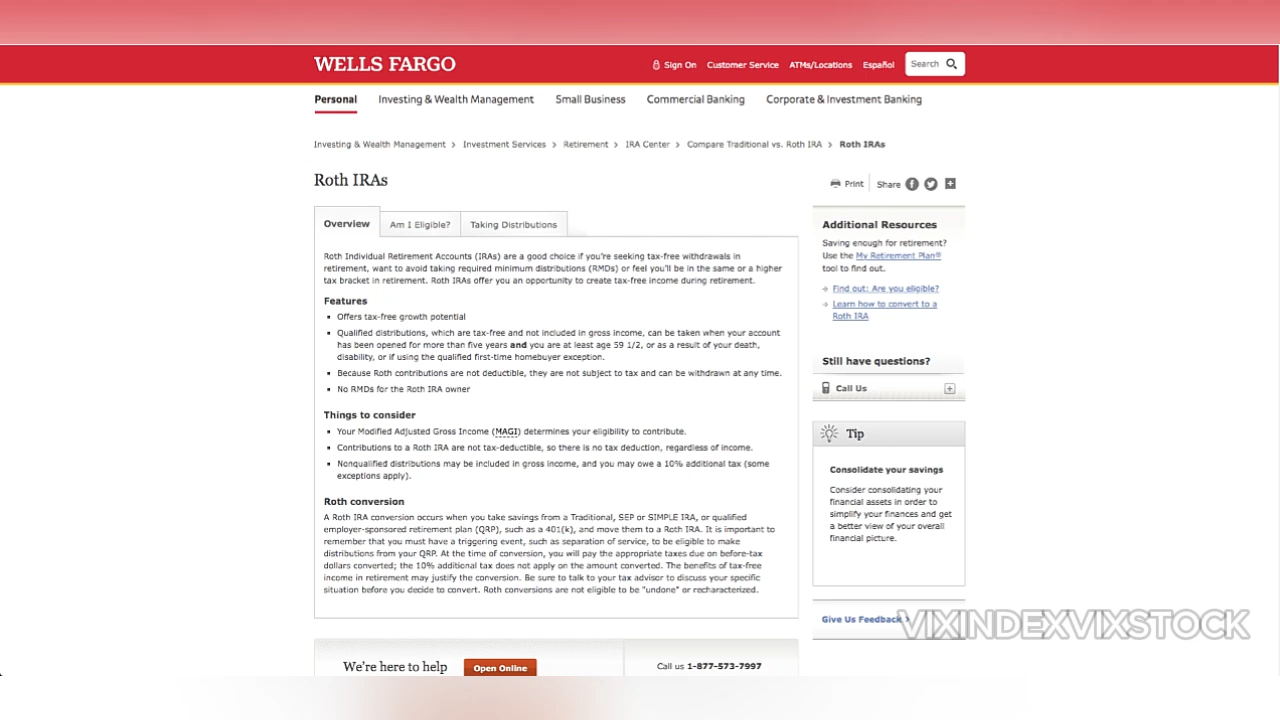 WELLS FARGO
Sign On Customer Service ATMs/Locations Español Search
Personal Investing & Wealth Management Small Business Commercial Banking Corporate & Investment Banking
Investing & Wealth Management > Investment Services > Retirement > IRA Center > Compare Traditional vs. Roth IRA > Roth IRAs
Roth IRAs
Print Share
Overview Am I Eligible? Taking Distributions
Roth Individual Retirement Accounts (IRAs) are a good choice if you're seeking tax-free withdrawals in
retirement, want to avoid taking required minimum distributions (RMDs) or feel you'll be in the same or a higher
tax bracket in retirement. Roth IRAs offer you an opportunity to create tax-free income during retirement.
Features
▪ Offers tax-free growth potential
▪ Qualified distributions, which are tax-free and not included in gross income, can be taken when your account
has been opened for more than five years and you are at least age 59 1/2, or as a result of your death,
disability, or if using the qualified first-time homebuyer exception.
▪ Because Roth contributions are not deductible, they are not subject to tax and can be withdrawn at any time.
▪ No RMDs for the Roth IRA owner
Things to consider
▪ Your Modified Adjusted Gross Income (MAGI) determines your eligibility to contribute.
▪ Contributions to a Roth IRA are not tax-deductible, so there is no tax deduction, regardless of income.
▪ Nonqualified distributions may be included in gross income, and you may owe a 10% additional tax (some
exceptions apply).
Roth conversion
A Roth IRA conversion occurs when you take savings from a Traditional, SEP or SIMPLE IRA, or qualified
employer-sponsored retirement plan (QRP), such as a 401(k), and move them to a Roth IRA. It is important to
remember that you must have a triggering event, such as separation of service, to be eligible to make
distributions from your QRP. At the time of conversion, you will pay the appropriate taxes due on before-tax
dollars converted; the 10% additional tax does not apply on the amount converted. The benefits of tax-free
income in retirement may justify the conversion. Be sure to talk to your tax advisor to discuss your specific
situation before you decide to convert. Roth conversions are not eligible to be "undone" or recharacterized.
We're here to help Open Online Call us 1-877-573-7997
Additional Resources
Saving enough for retirement?
Use the My Retirement Plan®
tool to find out.
Find out: Are you eligible?
Learn how to convert to a
Roth IRA
Still have questions?
Call Us
Tip
Consolidate your savings
Consider consolidating your
financial assets in order to
simplify your finances and get
a better view of your overall
financial picture.
Give Us Feedback
VIXINDEXVIXSTOCK